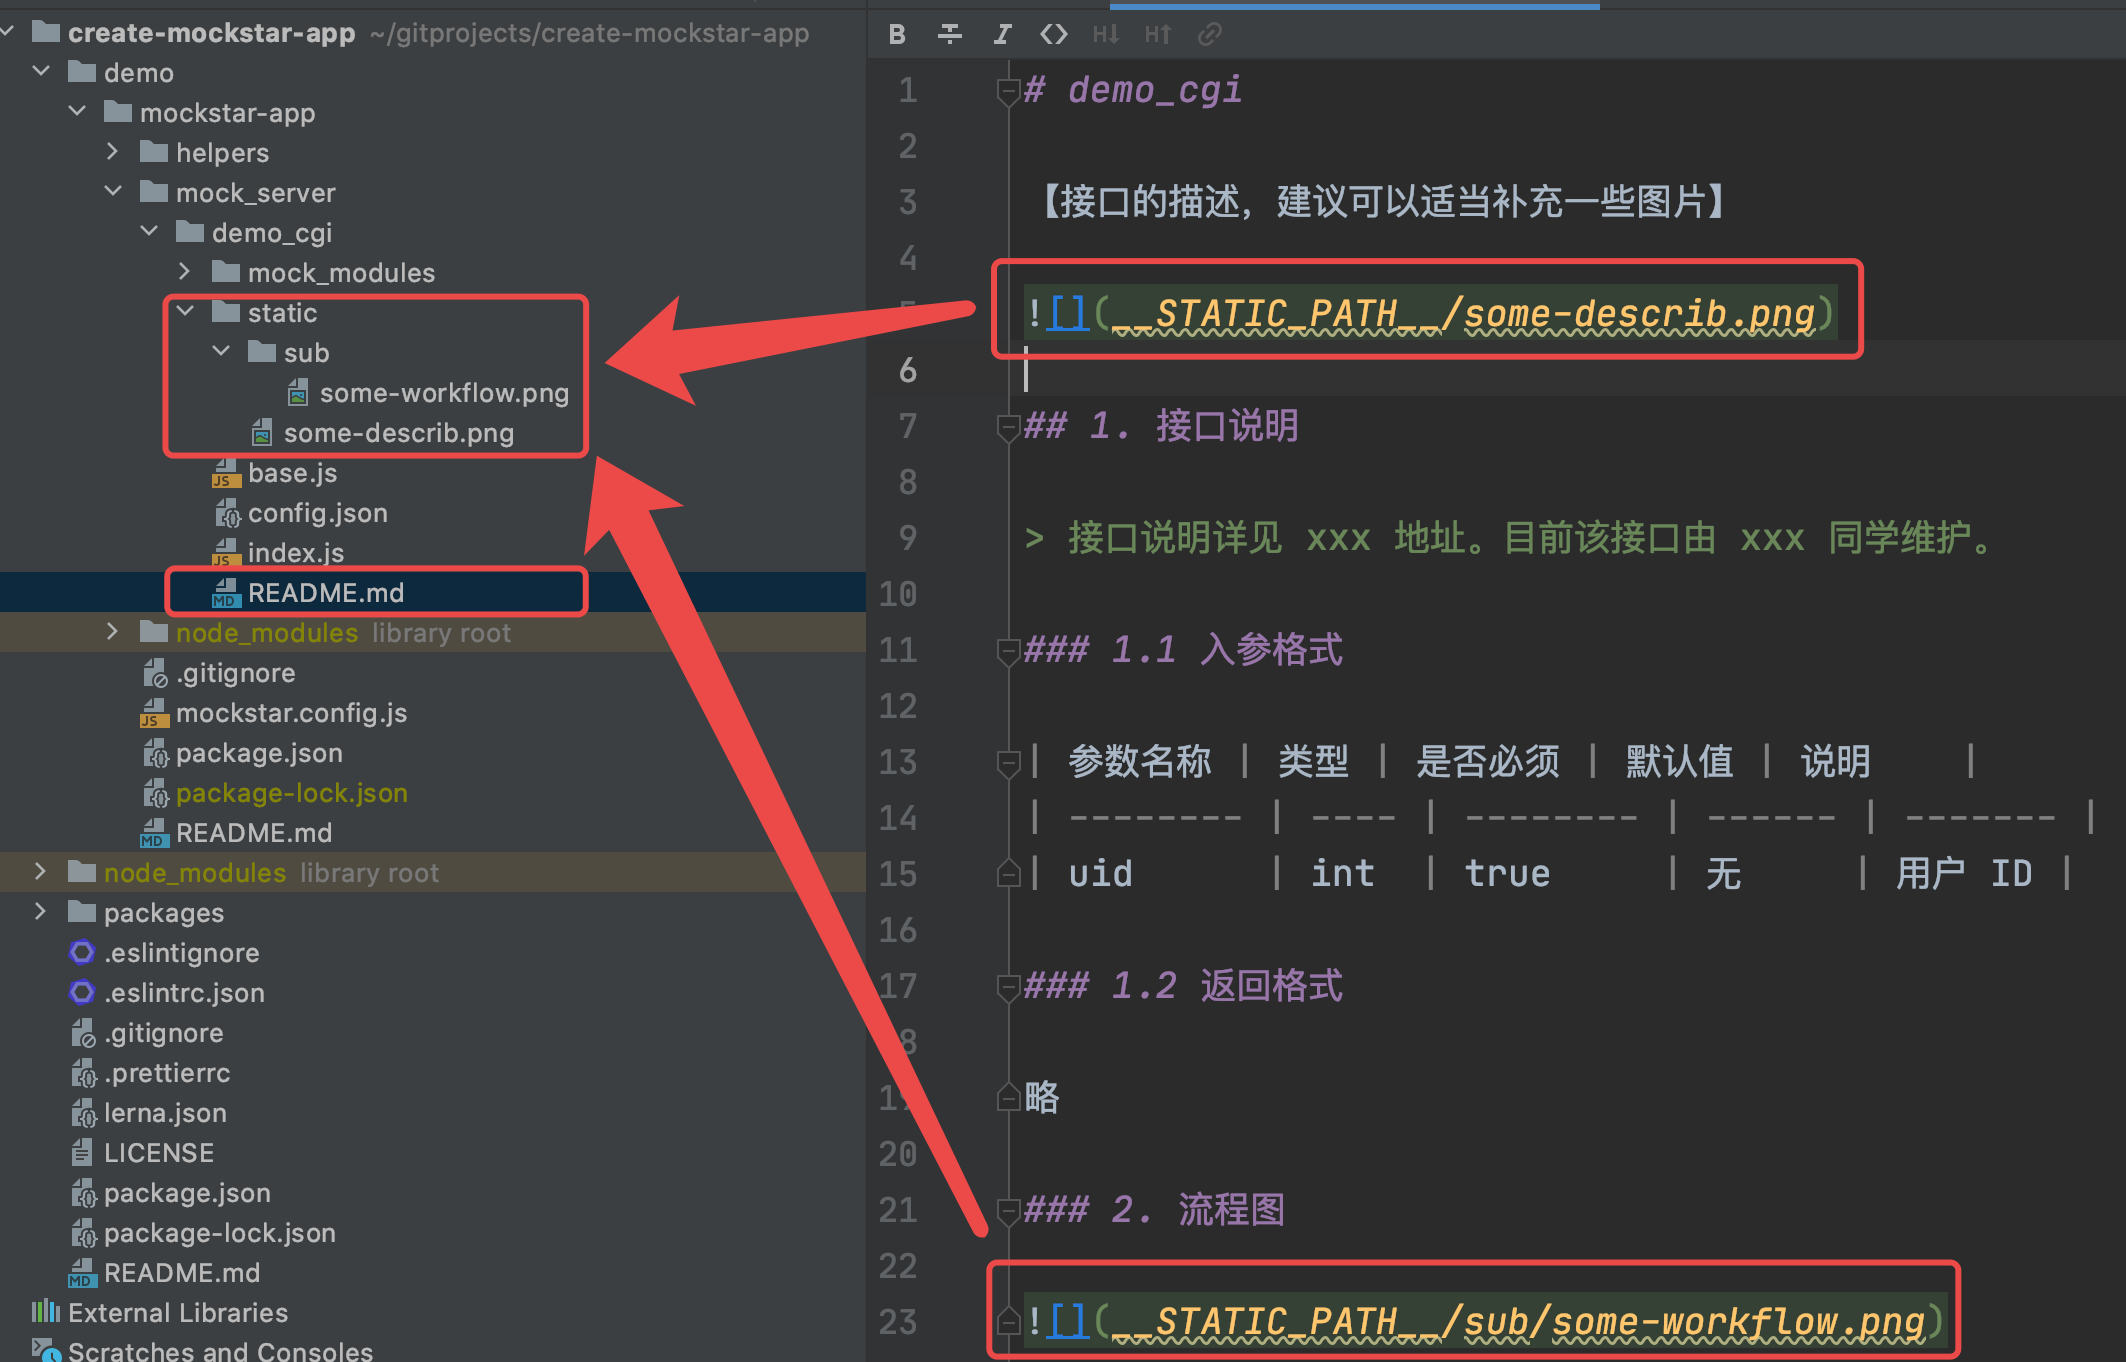 create-mockstar-app ~/gitprojects/create-mockstar-app
demo
mockstar-app
helpers
mock_server
demo_cgi
mock_modules
static
sub
some-workflow.png
some-describ.png
JS base.js
config.json
JS index.js
MD README.md
node_modules library root
.gitignore
JS mockstar.config.js
package.json
package-lock.json
MD README.md
node_modules library root
packages
.eslintignore
.eslintrc.json
.gitignore
.prettierrc
lerna.json
LICENSE
package.json
package-lock.json
MD README.md
External Libraries
Scratches and Consoles
B I <> H↓ H↑
1 # demo_cgi
2
3 【接口的描述，建议可以适当补充一些图片】
4
5 ![](__STATIC_PATH__/some-describ.png)
6
7 ## 1. 接口说明
8
9 > 接口说明详见 xxx 地址。目前该接口由 xxx 同学维护。
10
11 ### 1.1 入参格式
12
13 | 参数名称 | 类型 | 是否必须 | 默认值 | 说明 |
14 | -------- | ---- | -------- | ------ | ------- |
15 | uid | int | true | 无 | 用户 ID |
16
17 ### 1.2 返回格式
8
19 略
20
21 ### 2. 流程图
22
23 ![](__STATIC_PATH__/sub/some-workflow.png)